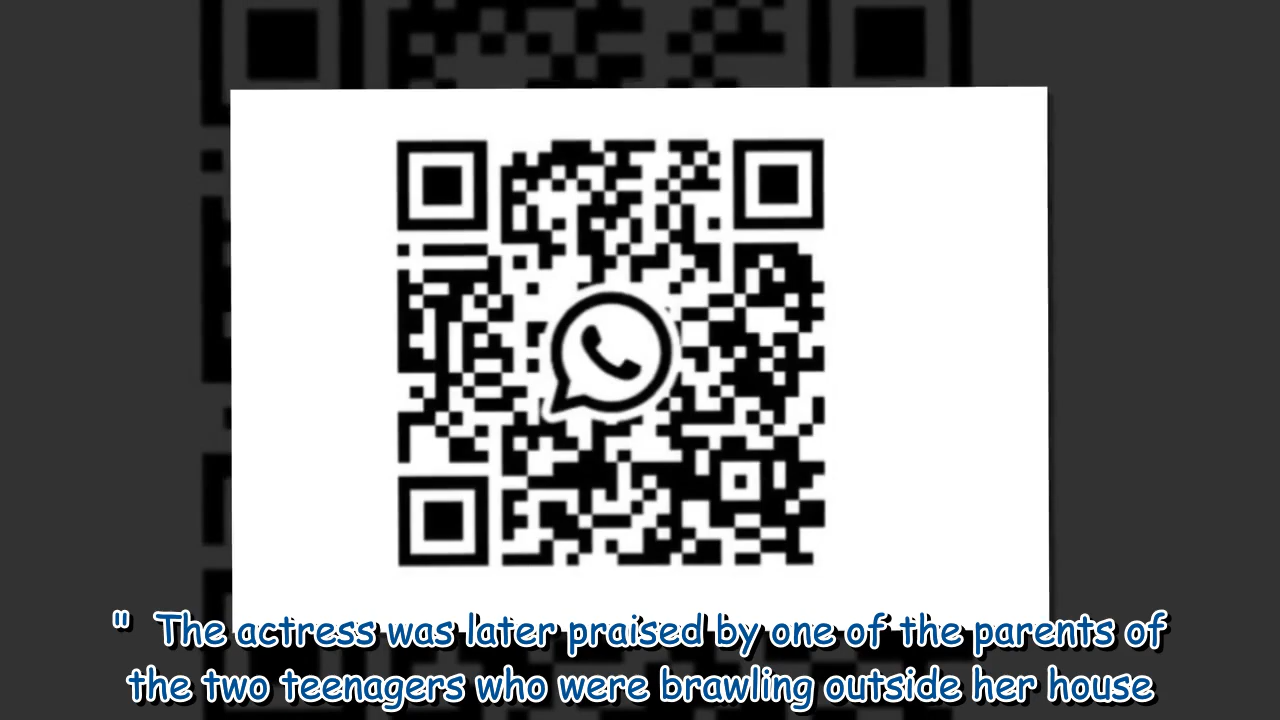 " The actress was later praised by one of the parents of
the two teenagers who were brawling outside her house